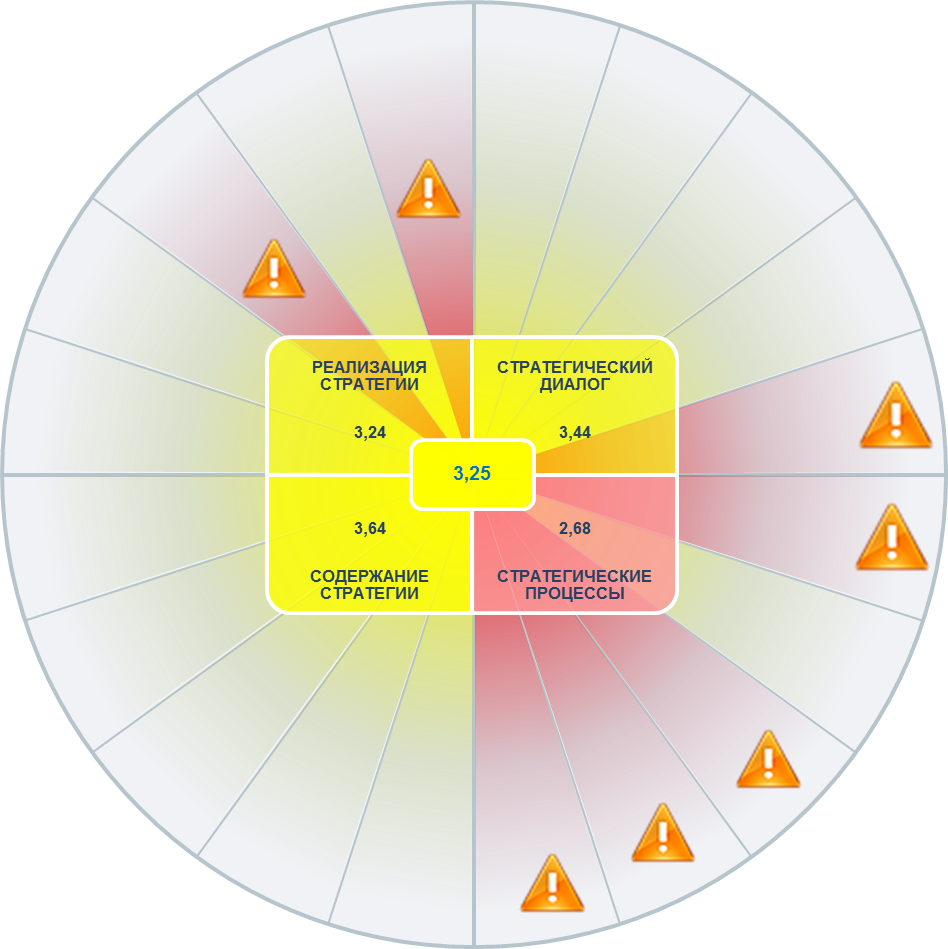 РЕАЛИЗАЦИЯ
СТРАТЕГИИ
3,24
СТРАТЕГИЧЕСКИЙ
ДИАЛОГ
3,44
3,25
3,64
СОДЕРЖАНИЕ
СТРАТЕГИИ
2,68
СТРАТЕГИЧЕСКИЕ
ПРОЦЕССЫ